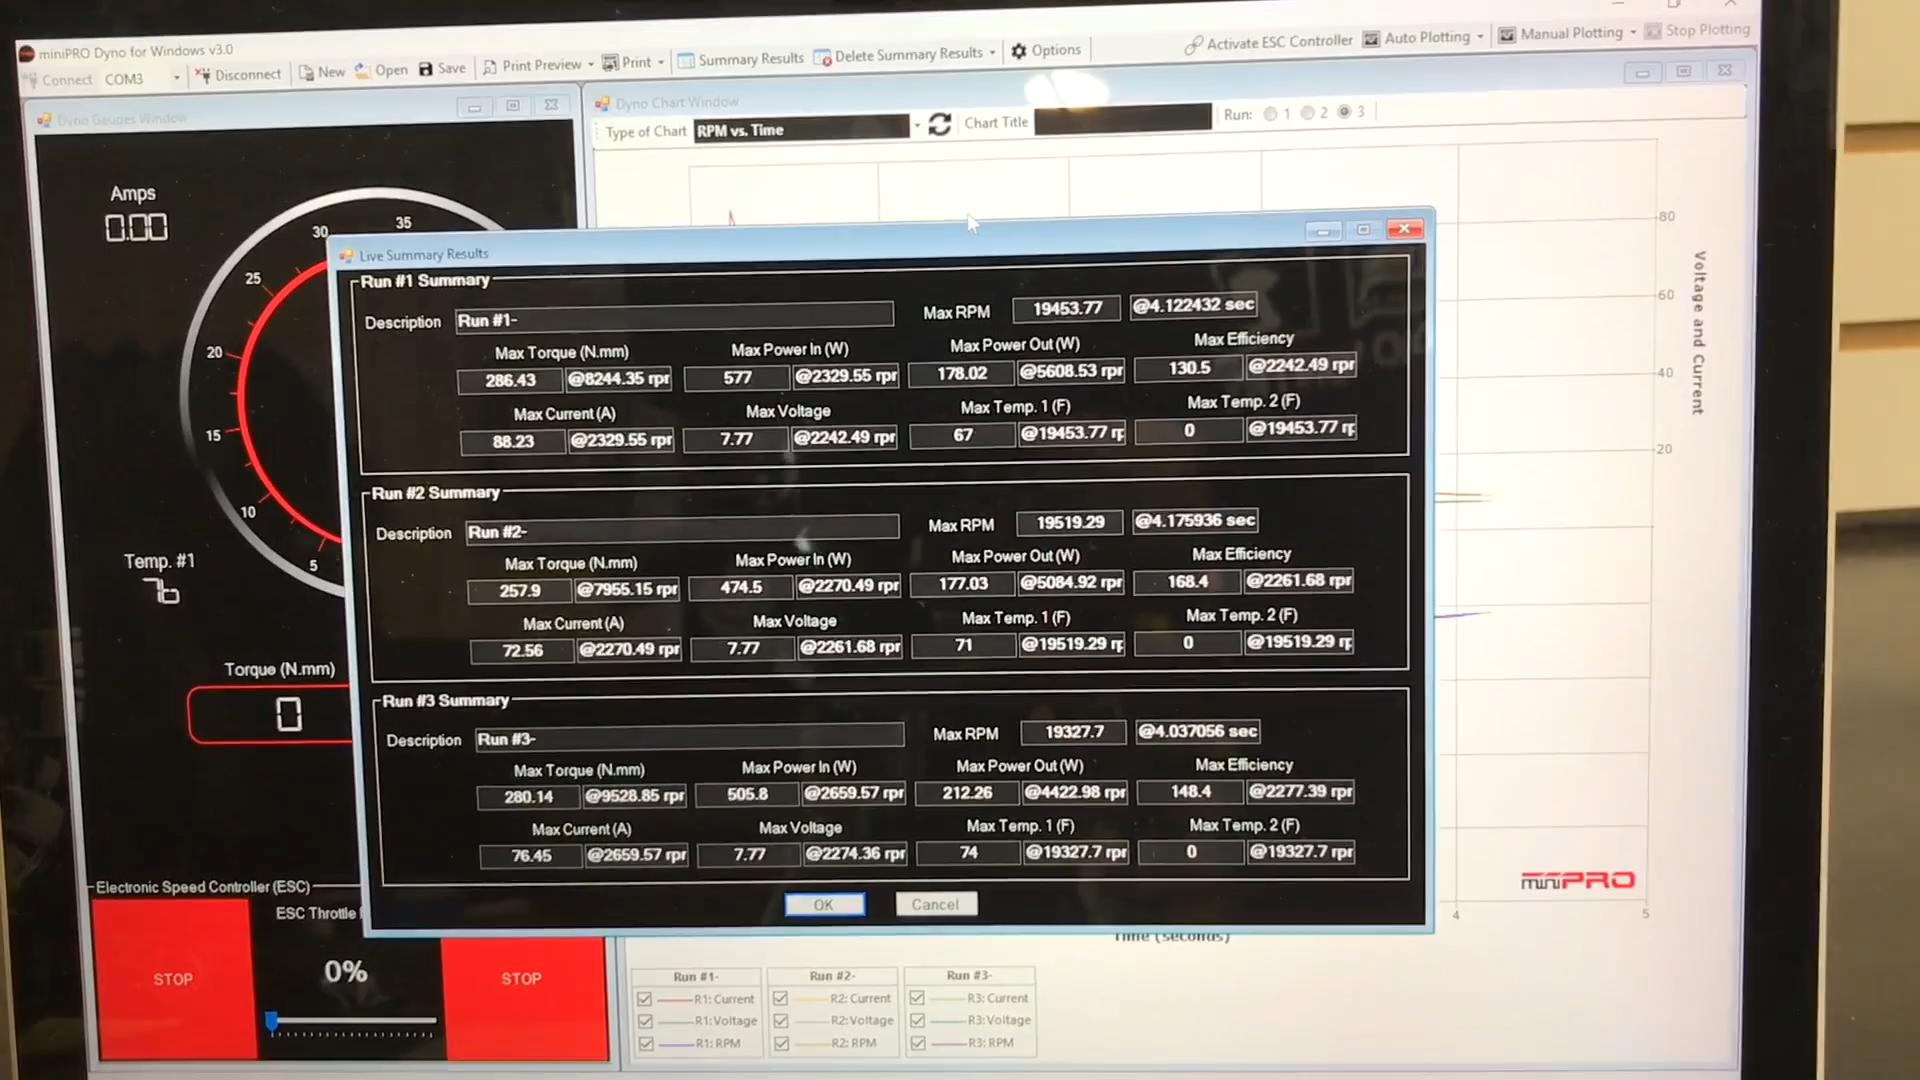 miniPRO Dyno for Windows v3.0
Connect COM3 Disconnect New Open Save Print Preview Print Summary Results Delete Summary Results Options Activate ESC Controller Auto Plotting Manual Plotting Stop Plotting
Dyno Gauges Window
Dyno Chart Window
Type of Chart RPM vs. Time Chart Title Run: 1 2 3
Amps
0.00
35
30
25
20
15
10
5
Temp. #1
Torque (N.mm)
0
Electronic Speed Controller (ESC)
ESC Throttle
STOP
0%
STOP
Live Summary Results
Run #1 Summary
Description Run #1- Max RPM 19453.77 @4.122432 sec
Max Torque (N.mm) Max Power In (W) Max Power Out (W) Max Efficiency
286.43 @8244.35 rpr 577 @2329.55 rpr 178.02 @5608.53 rpr 130.5 @2242.49 rpr
Max Current (A) Max Voltage Max Temp. 1 (F) Max Temp. 2 (F)
88.23 @2329.55 rpr 7.77 @2242.49 rpr 67 @19453.77 rp 0 @19453.77 rp
Run #2 Summary
Description Run #2- Max RPM 19519.29 @4.175936 sec
Max Torque (N.mm) Max Power In (W) Max Power Out (W) Max Efficiency
257.9 @7955.15 rpr 474.5 @2270.49 rpr 177.03 @5084.92 rpr 168.4 @2261.68 rpr
Max Current (A) Max Voltage Max Temp. 1 (F) Max Temp. 2 (F)
72.56 @2270.49 rpr 7.77 @2261.68 rpr 71 @19519.29 rp 0 @19519.29 rp
Run #3 Summary
Description Run #3- Max RPM 19327.7 @4.037056 sec
Max Torque (N.mm) Max Power In (W) Max Power Out (W) Max Efficiency
280.14 @9528.85 rpr 505.8 @2659.57 rpr 212.26 @4422.98 rpr 148.4 @2277.39 rpr
Max Current (A) Max Voltage Max Temp. 1 (F) Max Temp. 2 (F)
76.45 @2659.57 rpr 7.77 @2274.36 rpr 74 @19327.7 rpr 0 @19327.7 rpr
OK Cancel
80
60
40
20
Voltage and Current
miniPRO
4 5
Time (seconds)
Run #1- Run #2- Run #3-
R1: Current R2: Current R3: Current
R1: Voltage R2: Voltage R3: Voltage
R1: RPM R2: RPM R3: RPM